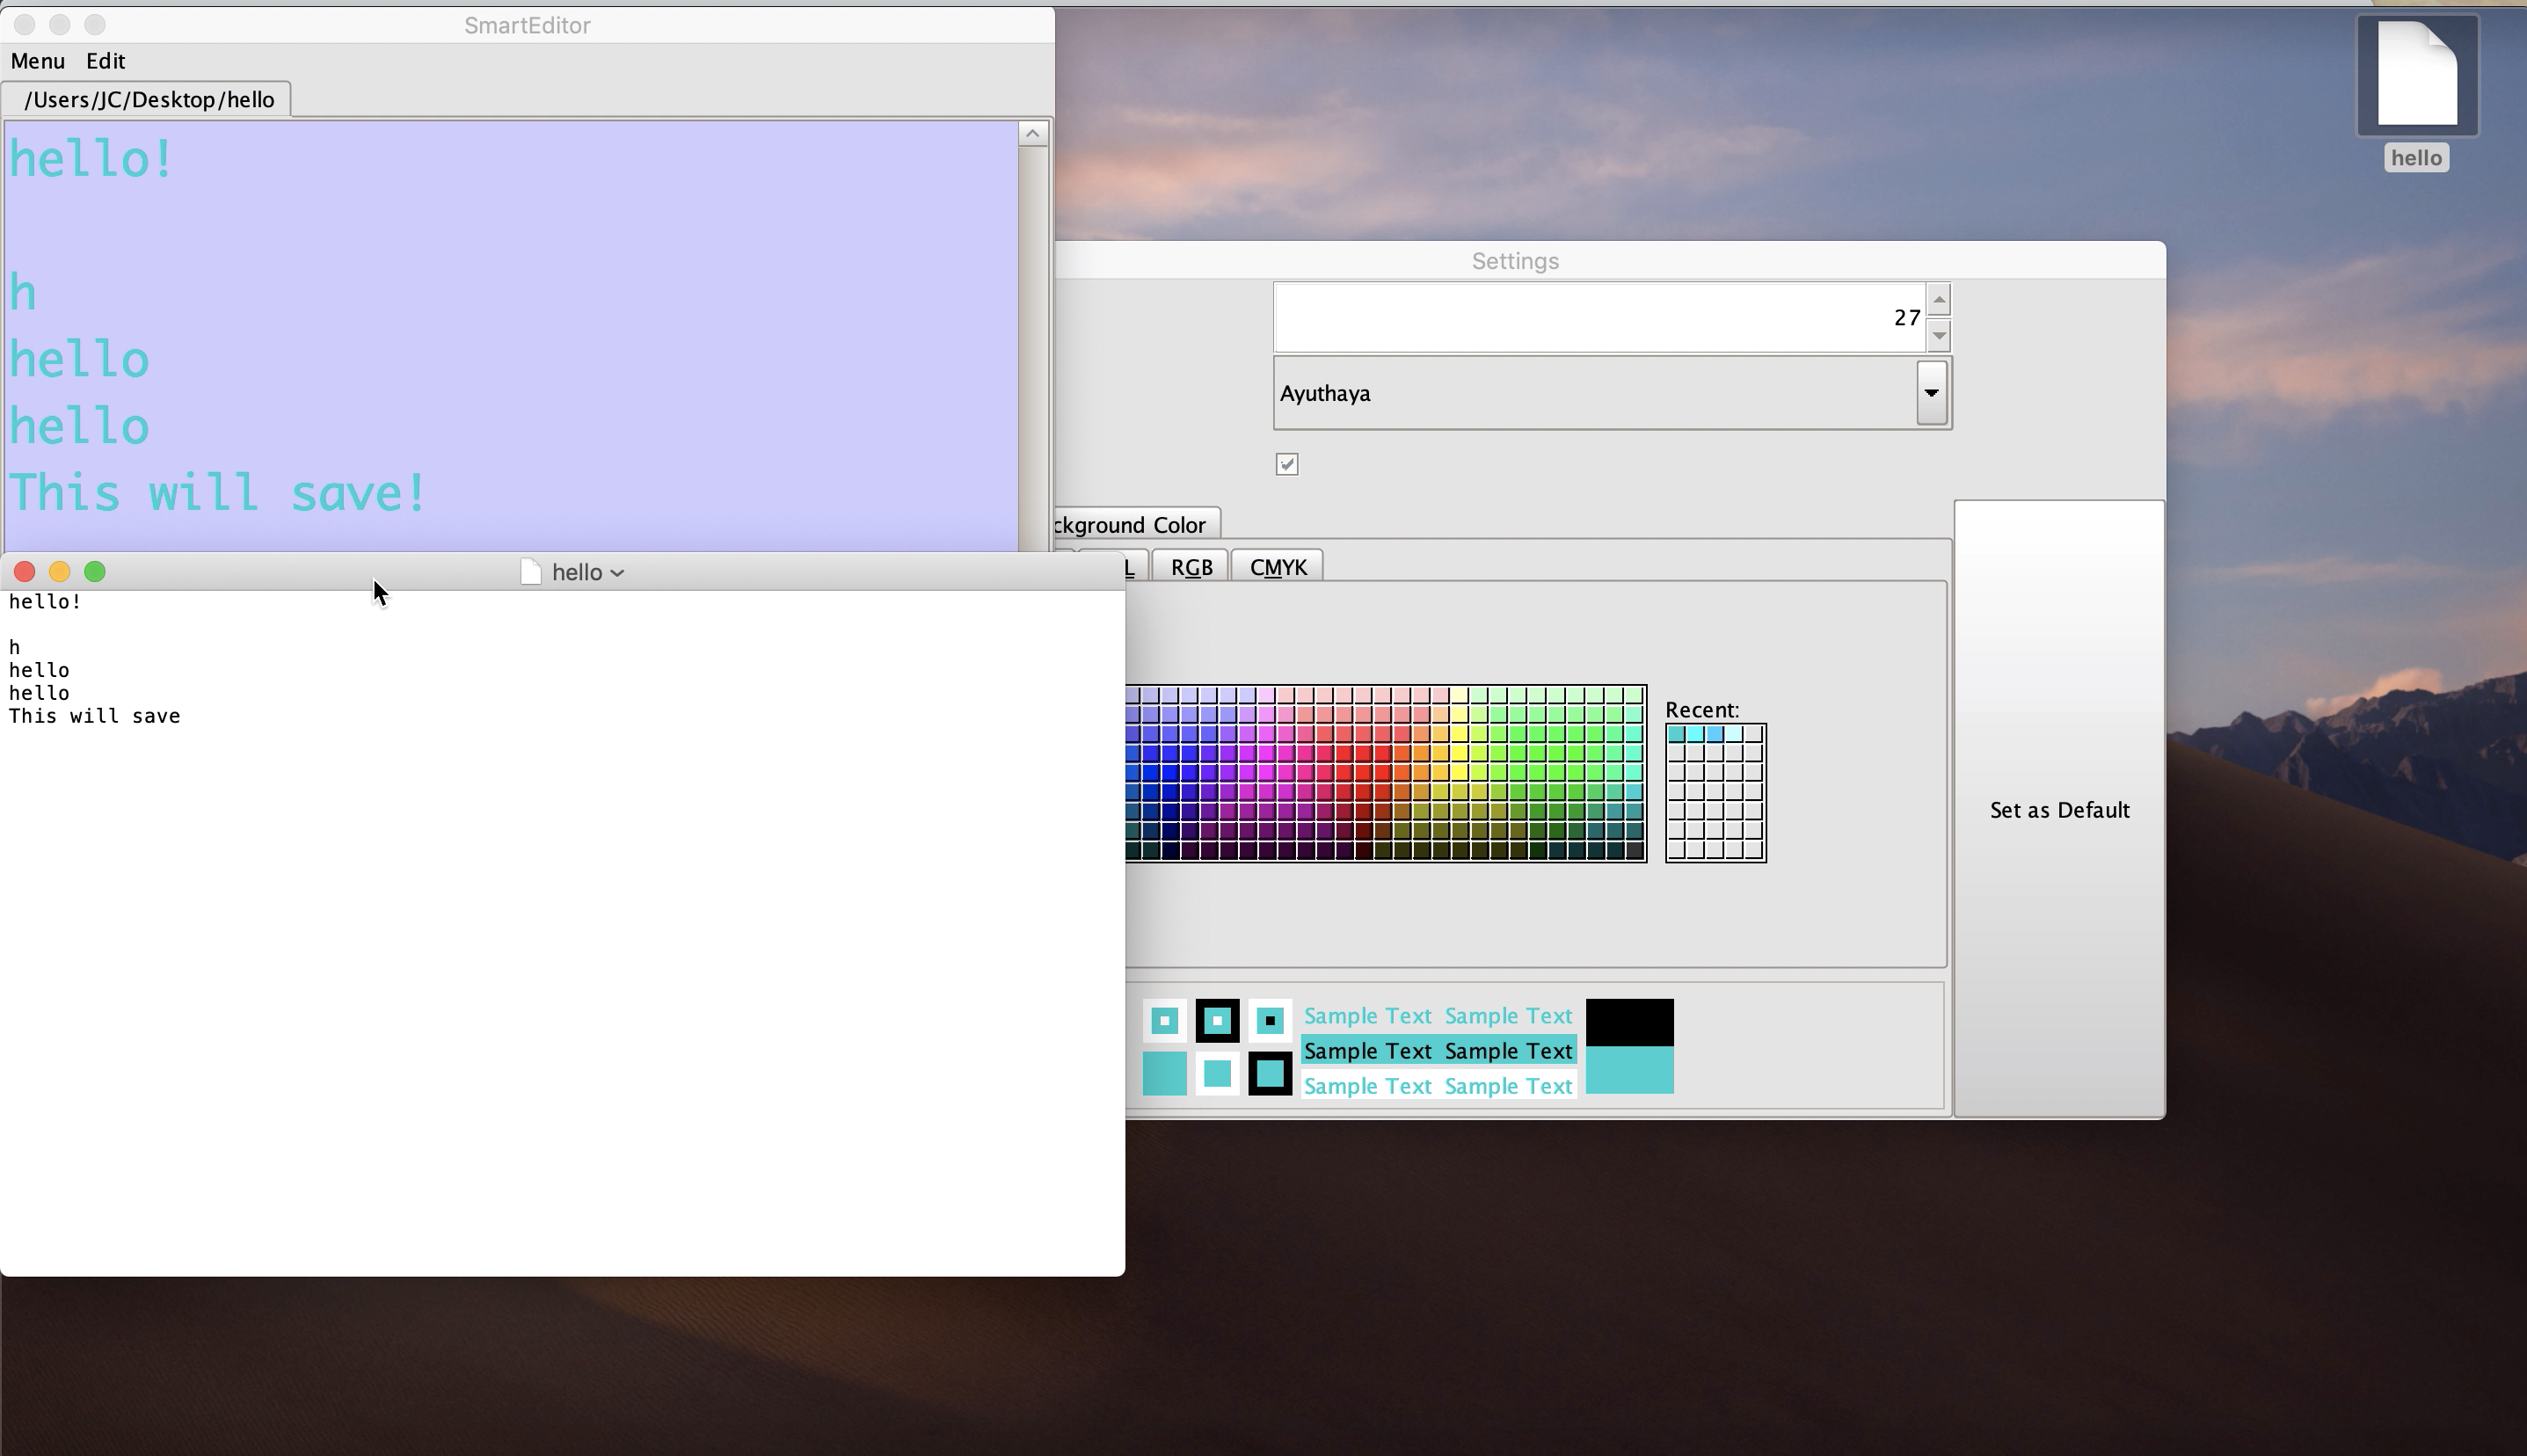 SmartEditor
Menu Edit
/Users/JC/Desktop/hello
hello!
h
hello
hello
This will save!
hello
Settings
27
Ayuthaya
ckground Color
L RGB CMYK
Recent:
Set as Default
Sample Text Sample Text
Sample Text Sample Text
Sample Text Sample Text
hello
hello!
h
hello
hello
This will save